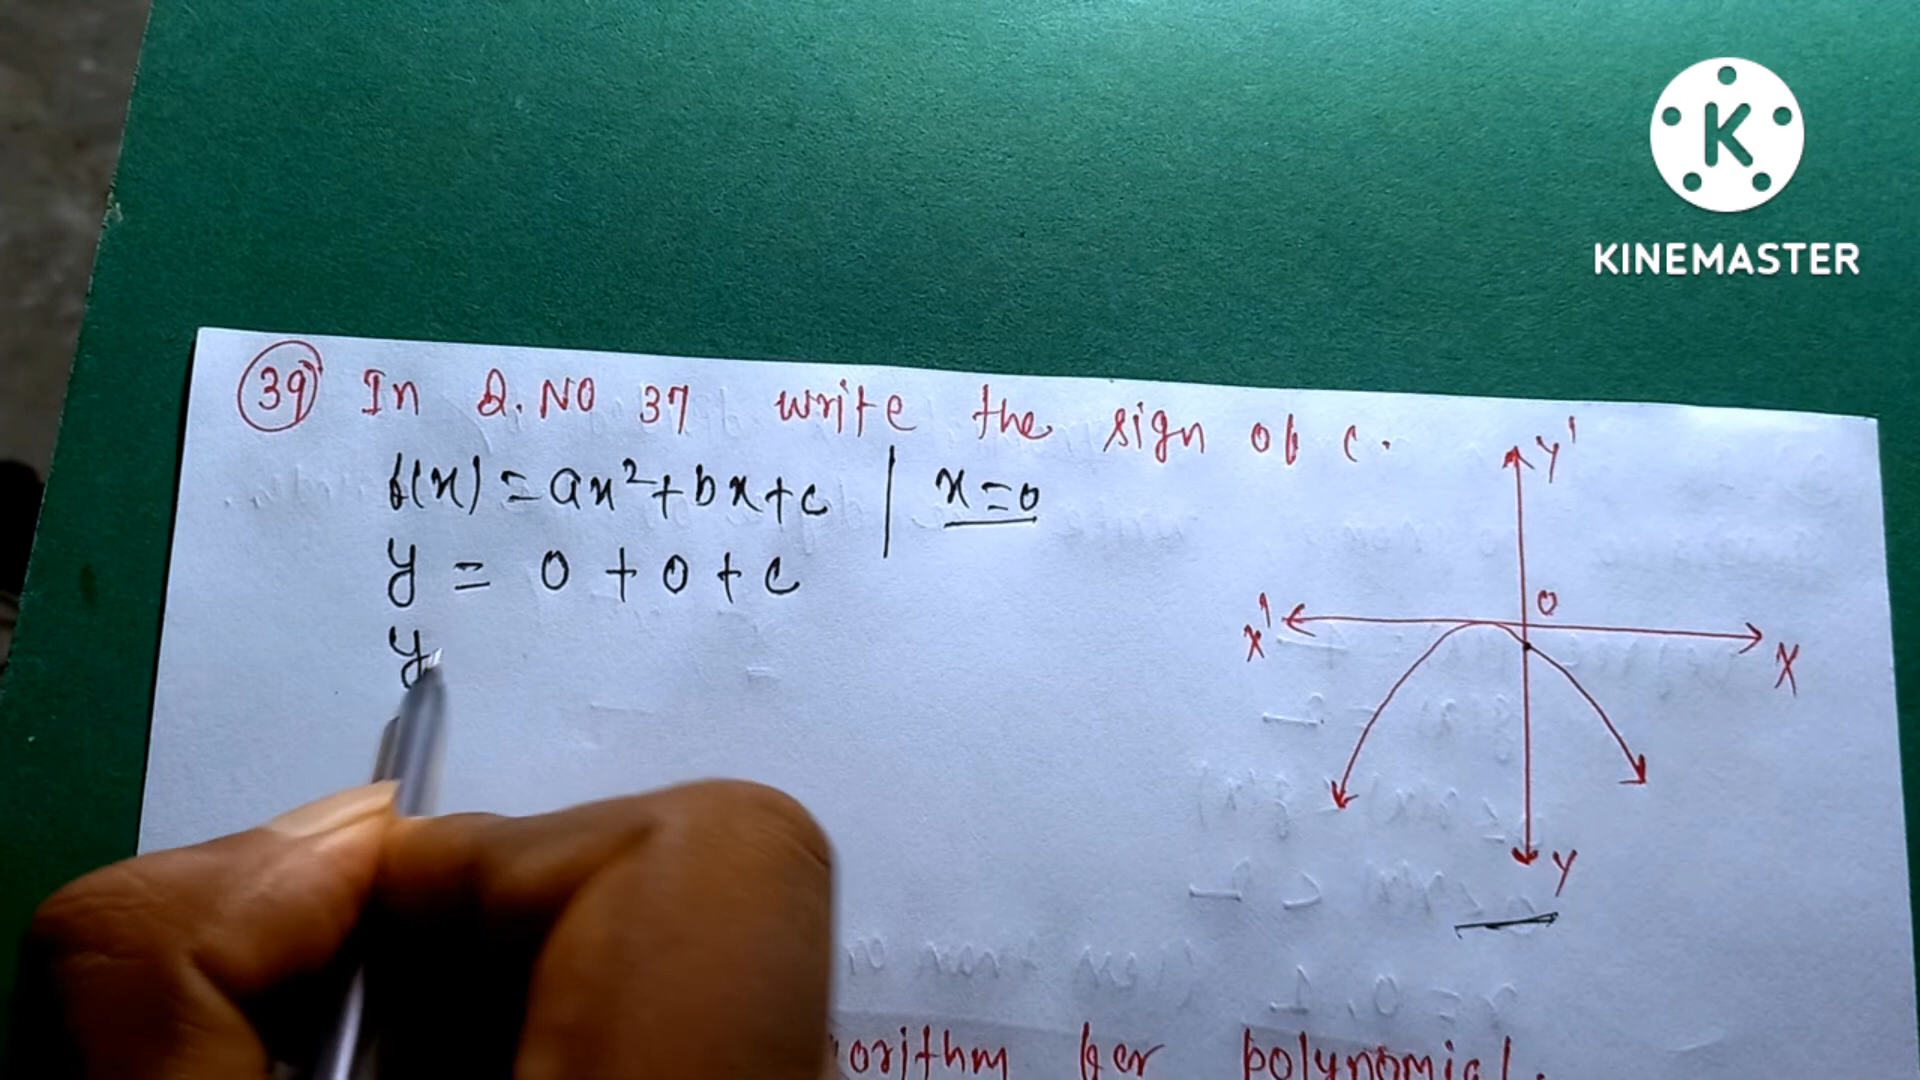 K
KINEMASTER
39 In Q.NO 37 write the sign of c.
f(x) = ax²+bx+c | x=0
y = 0 + 0 + c
y
Y'
O
X'
X
Y
orithm for polynomial.